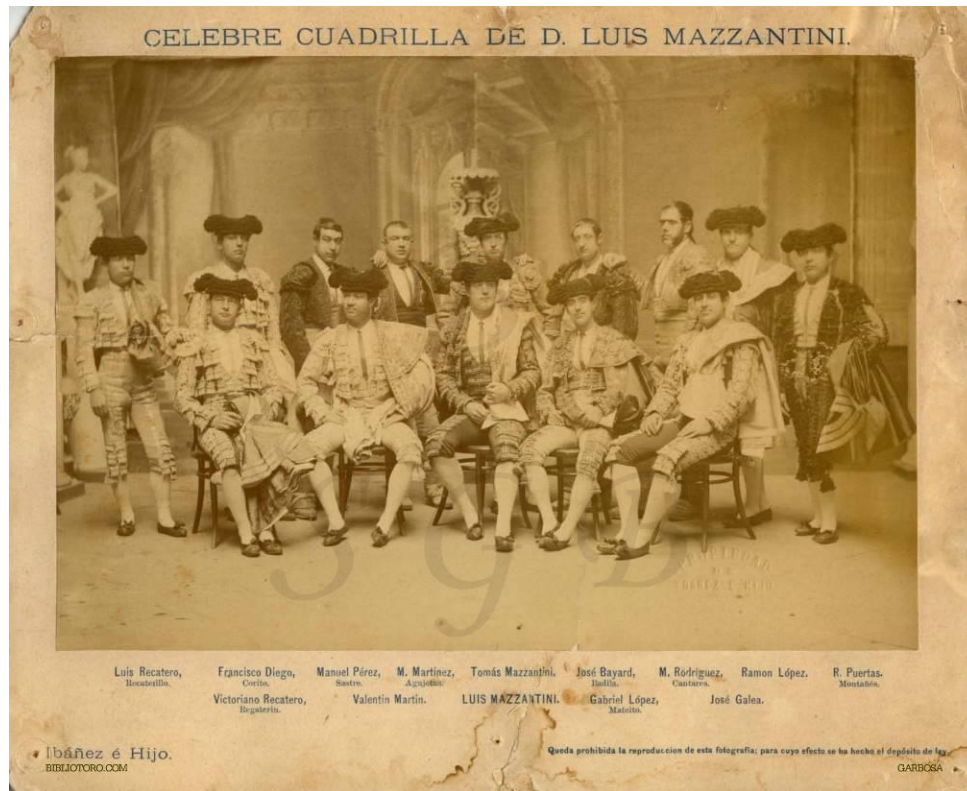 CELEBRE CUADRILLA DE D. LUIS MAZZANTINI.
SGB
Luis Recatero, Francisco Diego, Manuel Pérez, M. Martinez, Tomás Mazzantini. José Bayard, M. Rodriguez, Ramon López. R. Puertas.
Recaterillo. Corito. Sastre. Agujetas. Badila. Cantares. Montañés.
Victoriano Recatero, Valentin Martin. LUIS MAZZANTINI. Gabriel López, José Galea.
Regaterin. Mateito.
Ibáñez é Hijo. Queda prohibida la reproduccion de esta fotografía; para cuyo efecto se ha hecho el depósito de ley.
BIBLIOTORO.COM GARBOSA